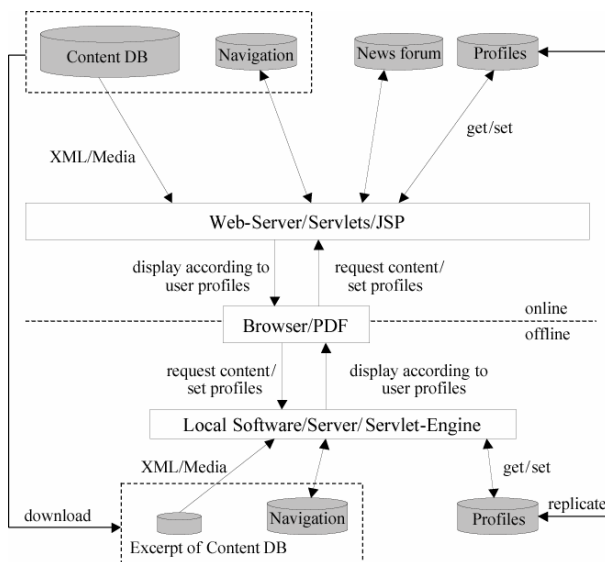 Content DB
Navigation
News forum
Profiles
get/set
XML/Media
Web-Server/Servlets/JSP
display according to
user profiles
request content/
set profiles
online
Browser/PDF
offline
request content/
set profiles
display according to
user profiles
Local Software/Server/Servlet-Engine
XML/Media
get/set
download
Navigation
Profiles
replicate
Excerpt of Content DB